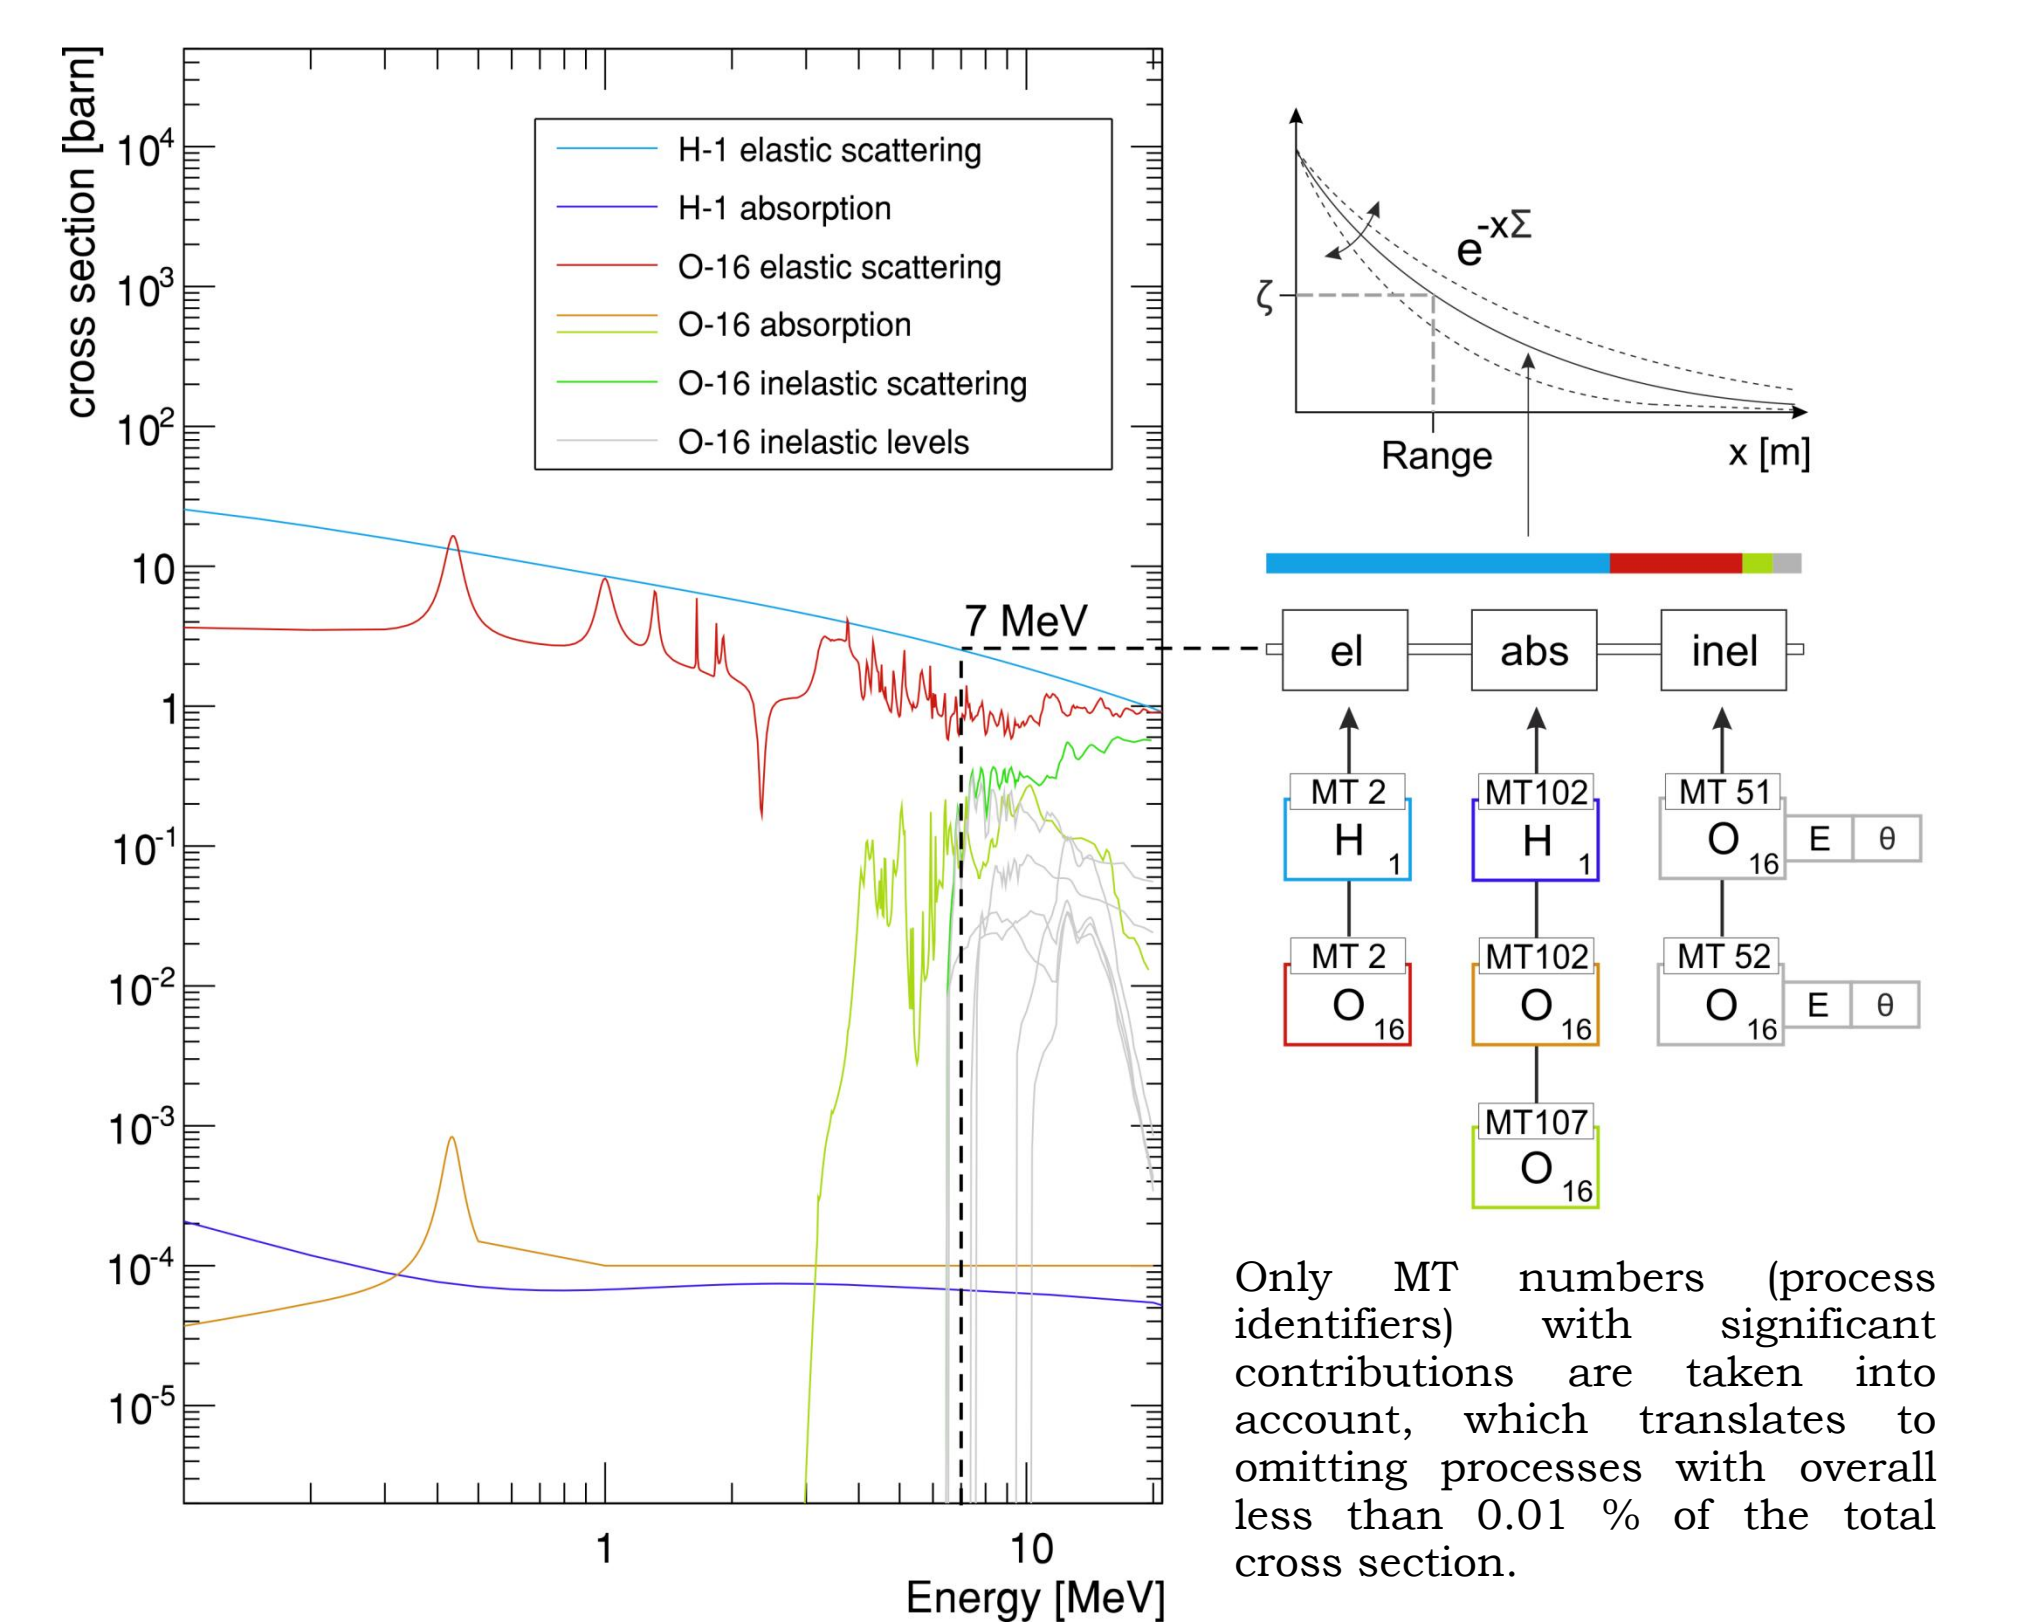 cross section [barn]
10⁴
10³
10²
10
1
10⁻¹
10⁻²
10⁻³
10⁻⁴
10⁻⁵
H-1 elastic scattering
H-1 absorption
O-16 elastic scattering
O-16 absorption
O-16 inelastic scattering
O-16 inelastic levels
7 MeV
1
10
Energy [MeV]
e⁻ˣΣ
ζ
Range
x [m]
el abs inel
MT 2 MT102 MT 51
H 1 H 1 O 16 E θ
MT 2 MT102 MT 52
O 16 O 16 O 16 E θ
MT107
O 16
Only MT numbers (process
identifiers) with significant
contributions are taken into
account, which translates to
omitting processes with overall
less than 0.01 % of the total
cross section.